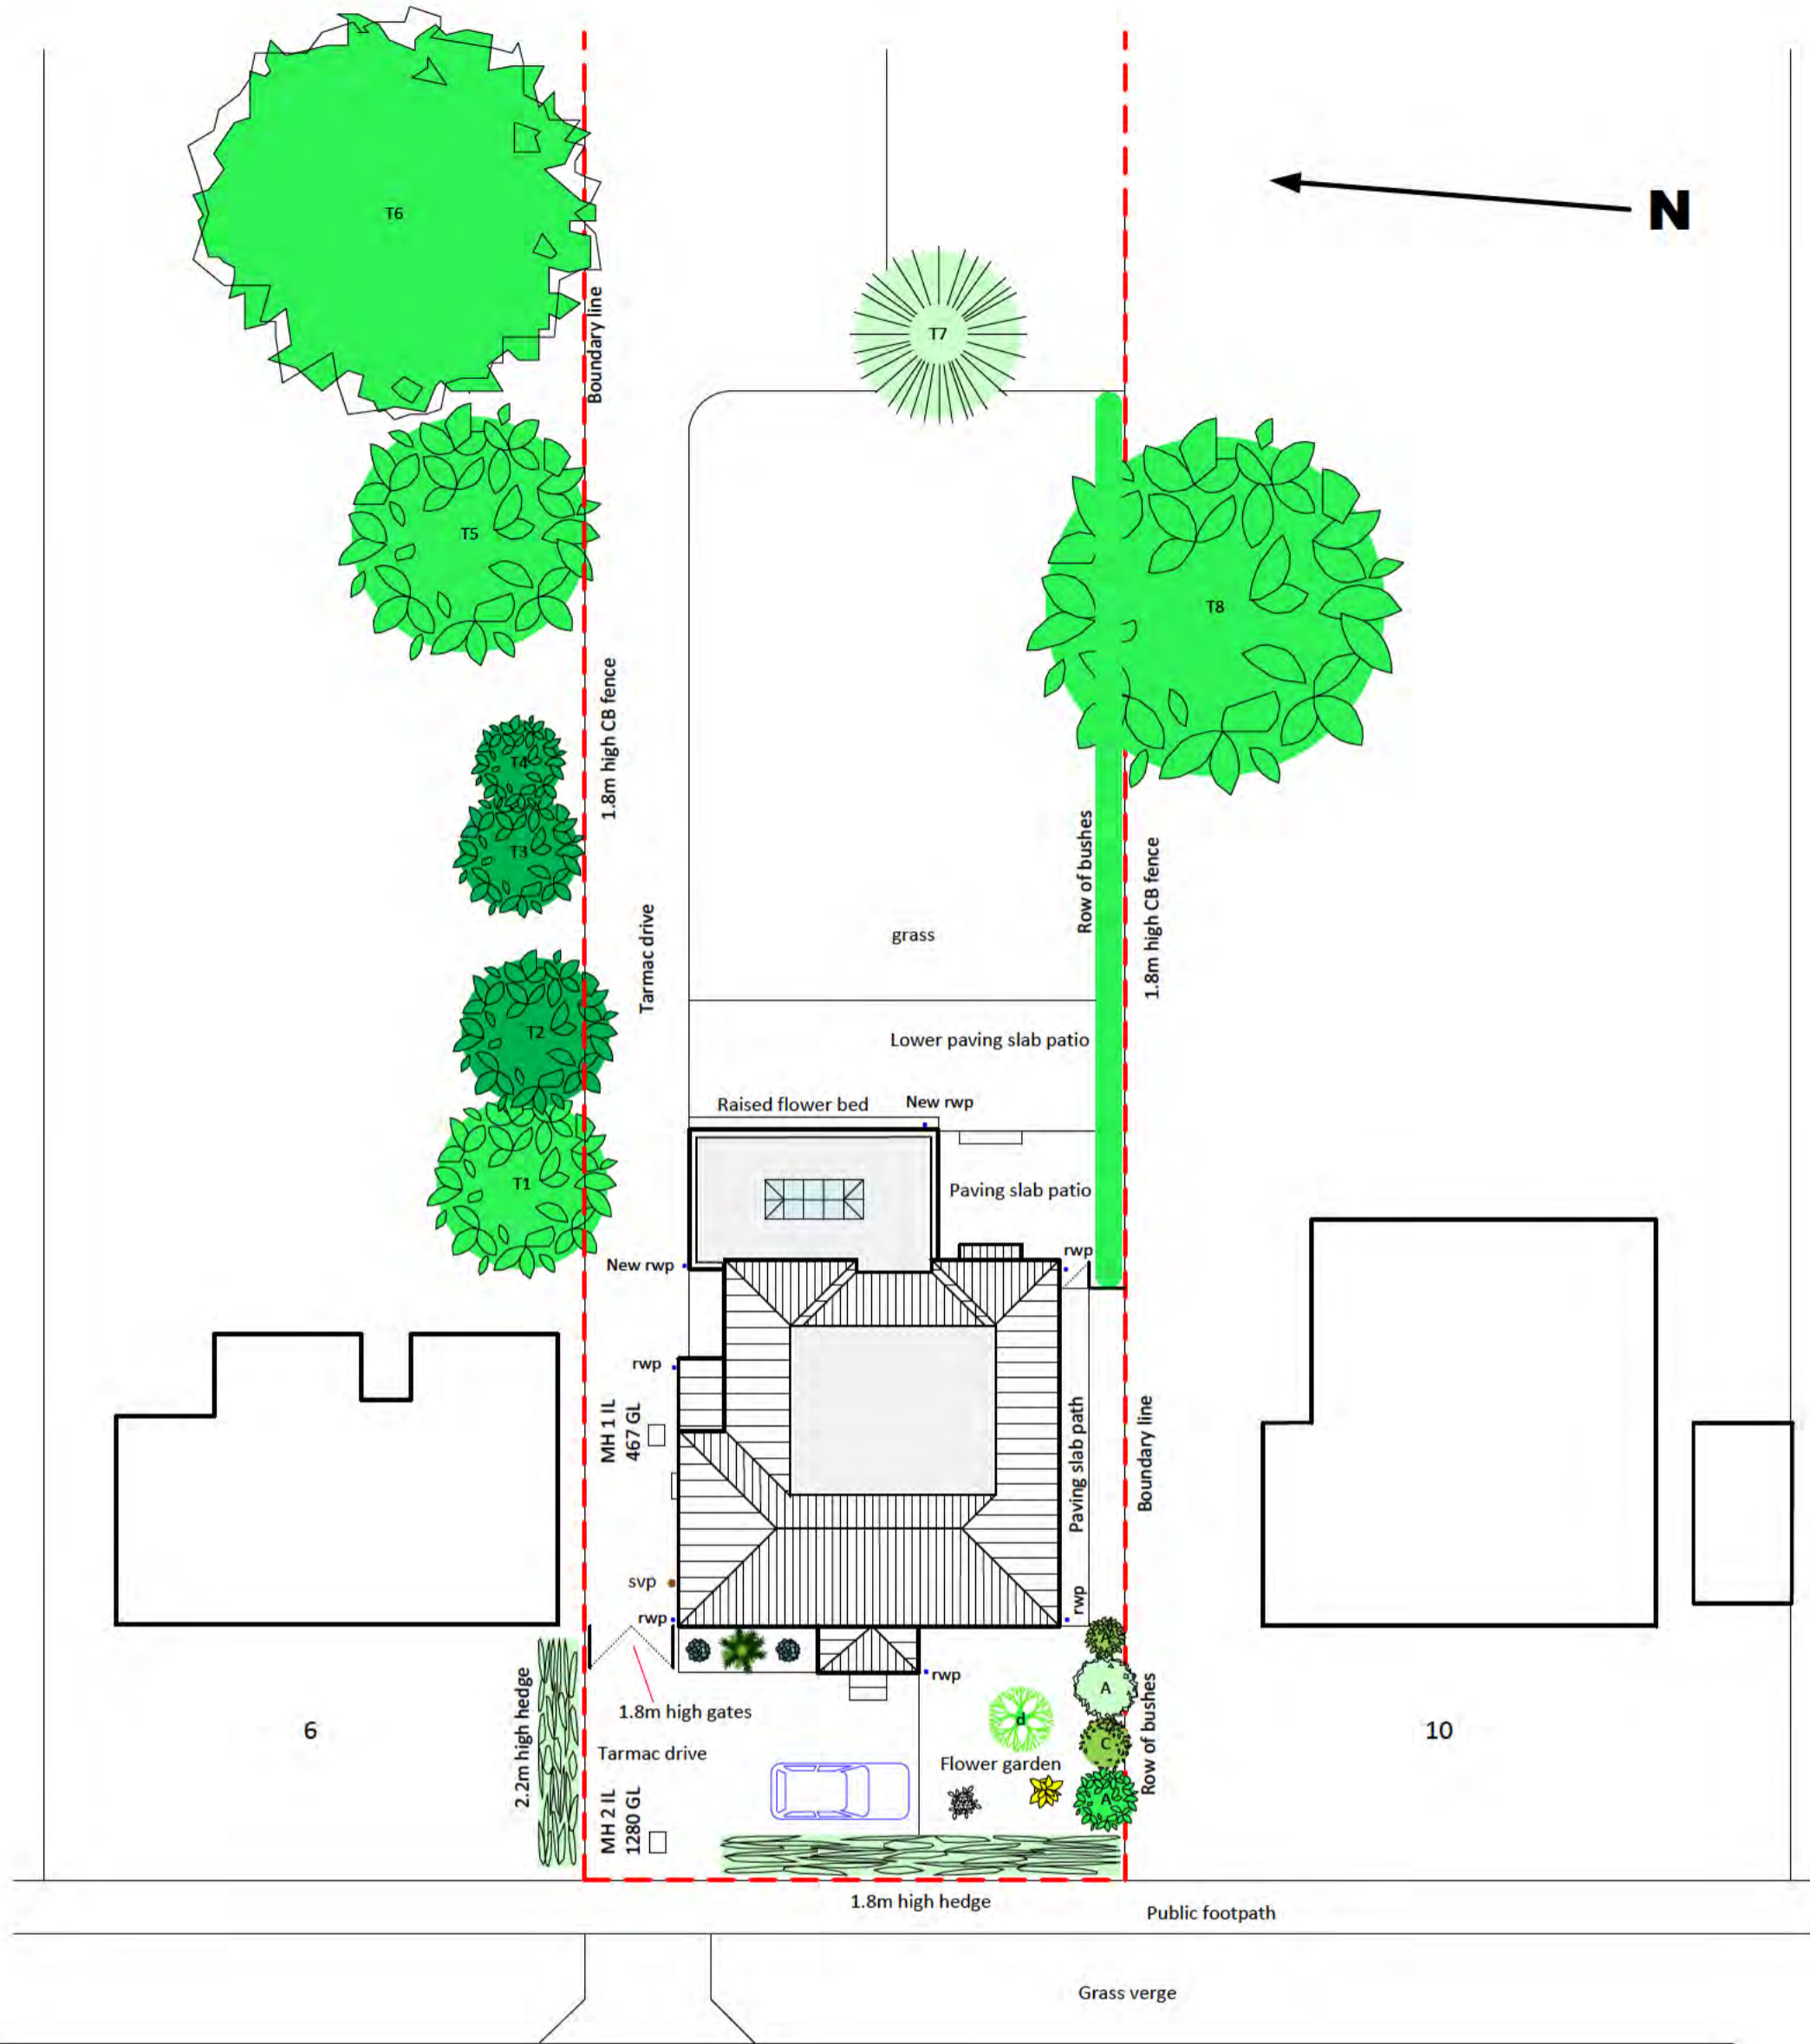 T6
N
Boundary line
T7
T5
T8
1.8m high CB fence
T4
T3
Row of bushes
1.8m high CB fence
Tarmac drive
grass
T2
Lower paving slab patio
Raised flower bed
New rwp
T1
Paving slab patio
New rwp
rwp
rwp
MH 1 IL
467 GL
Paving slab path
Boundary line
svp
rwp
rwp
rwp
2.2m high hedge
1.8m high gates
A
d
Row of bushes
6
10
Tarmac drive
C
Flower garden
MH 2 IL
1280 GL
A
1.8m high hedge
Public footpath
Grass verge